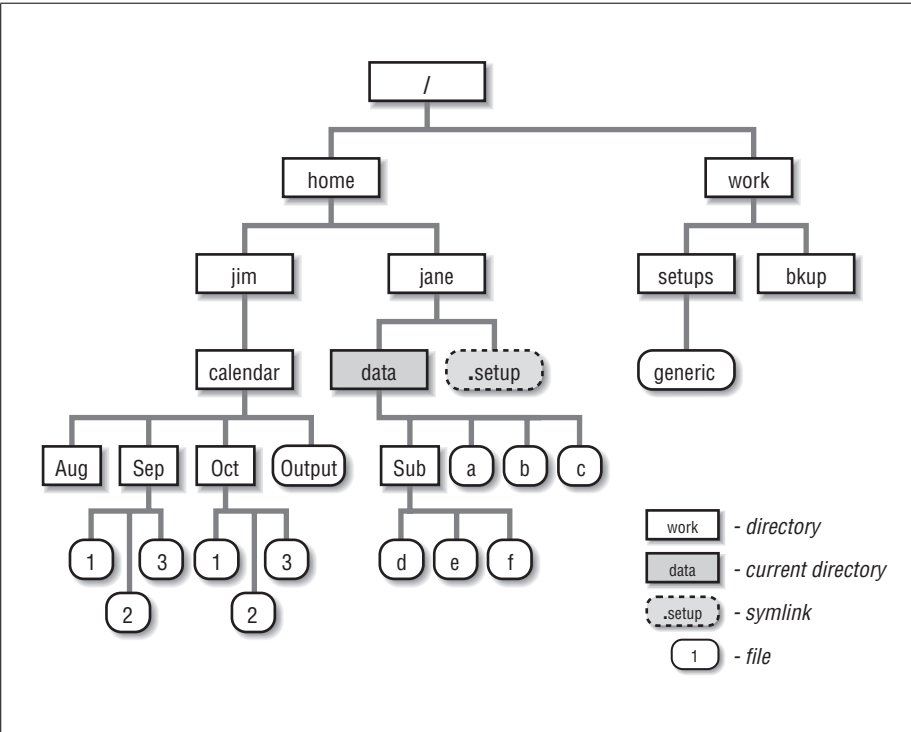 /
home
work
jim
jane
setups
bkup
calendar
data
.setup
generic
Aug
Sep
Oct
Output
Sub
a
b
c
1
3
1
3
d
e
f
2
2
work - directory
data - current directory
.setup - symlink
1 - file